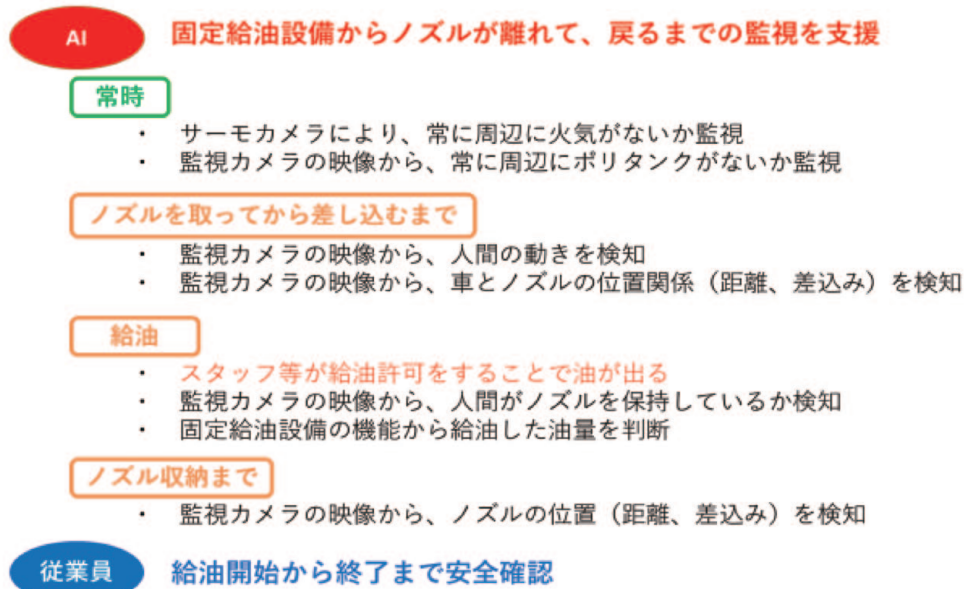 AI 固定給油設備からノズルが離れて、戻るまでの監視を支援
常時
・ サーモカメラにより、常に周辺に火気がないか監視
・ 監視カメラの映像から、常に周辺にポリタンクがないか監視
ノズルを取ってから差し込むまで
・ 監視カメラの映像から、人間の動きを検知
・ 監視カメラの映像から、車とノズルの位置関係（距離、差込み）を検知
給油
・ スタッフ等が給油許可をすることで油が出る
・ 監視カメラの映像から、人間がノズルを保持しているか検知
・ 固定給油設備の機能から給油した油量を判断
ノズル収納まで
・ 監視カメラの映像から、ノズルの位置（距離、差込み）を検知
従業員 給油開始から終了まで安全確認